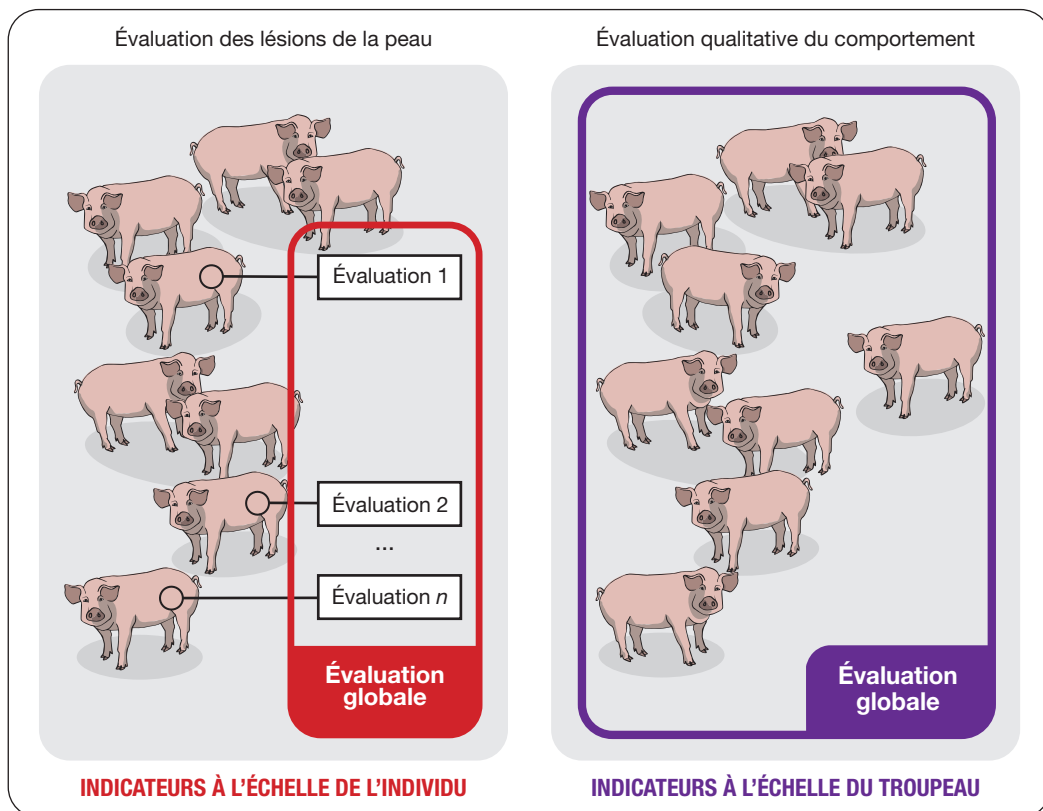 Évaluation des lésions de la peau
Évaluation 1
Évaluation 2
...
Évaluation n
Évaluation
globale
INDICATEURS À L'ÉCHELLE DE L'INDIVIDU
Évaluation qualitative du comportement
Évaluation
globale
INDICATEURS À L'ÉCHELLE DU TROUPEAU